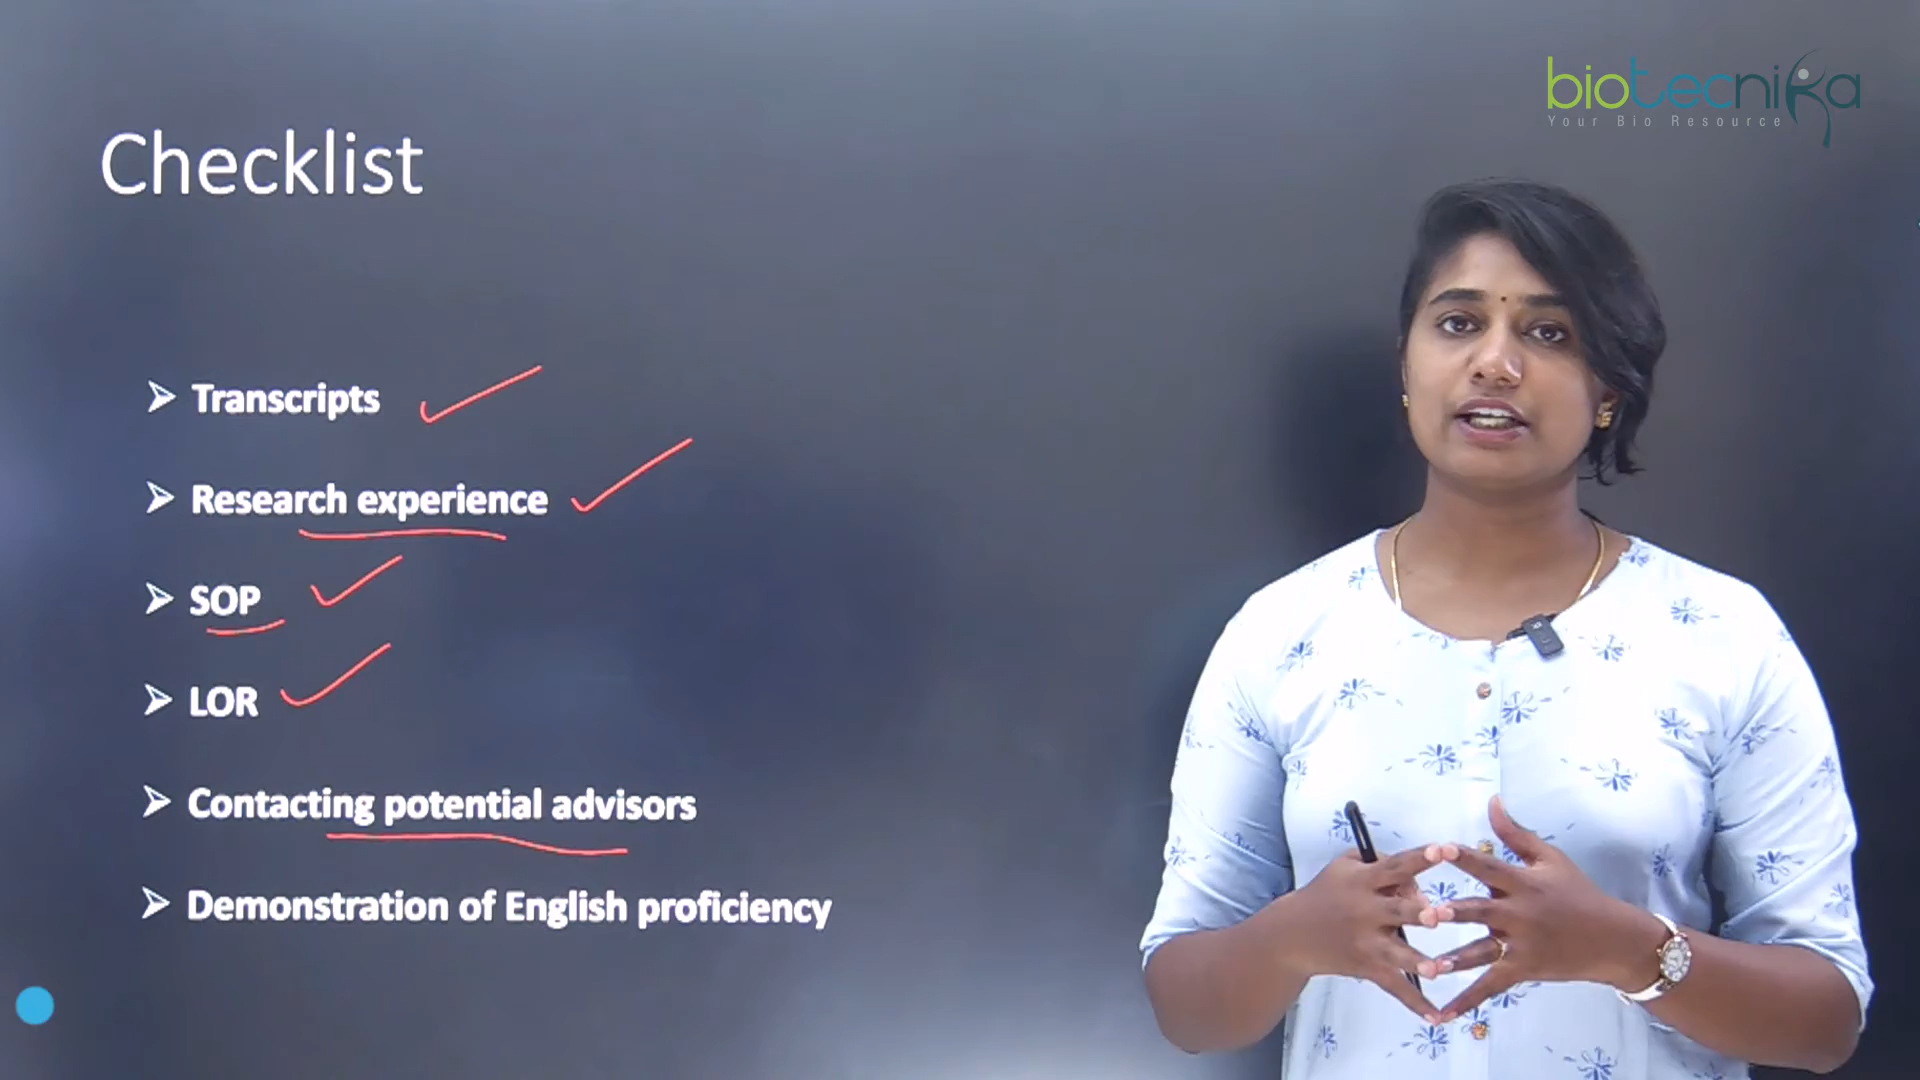 biotecnika
Your Bio Resource
Checklist
Transcripts
Research experience
SOP
LOR
Contacting potential advisors
Demonstration of English proficiency